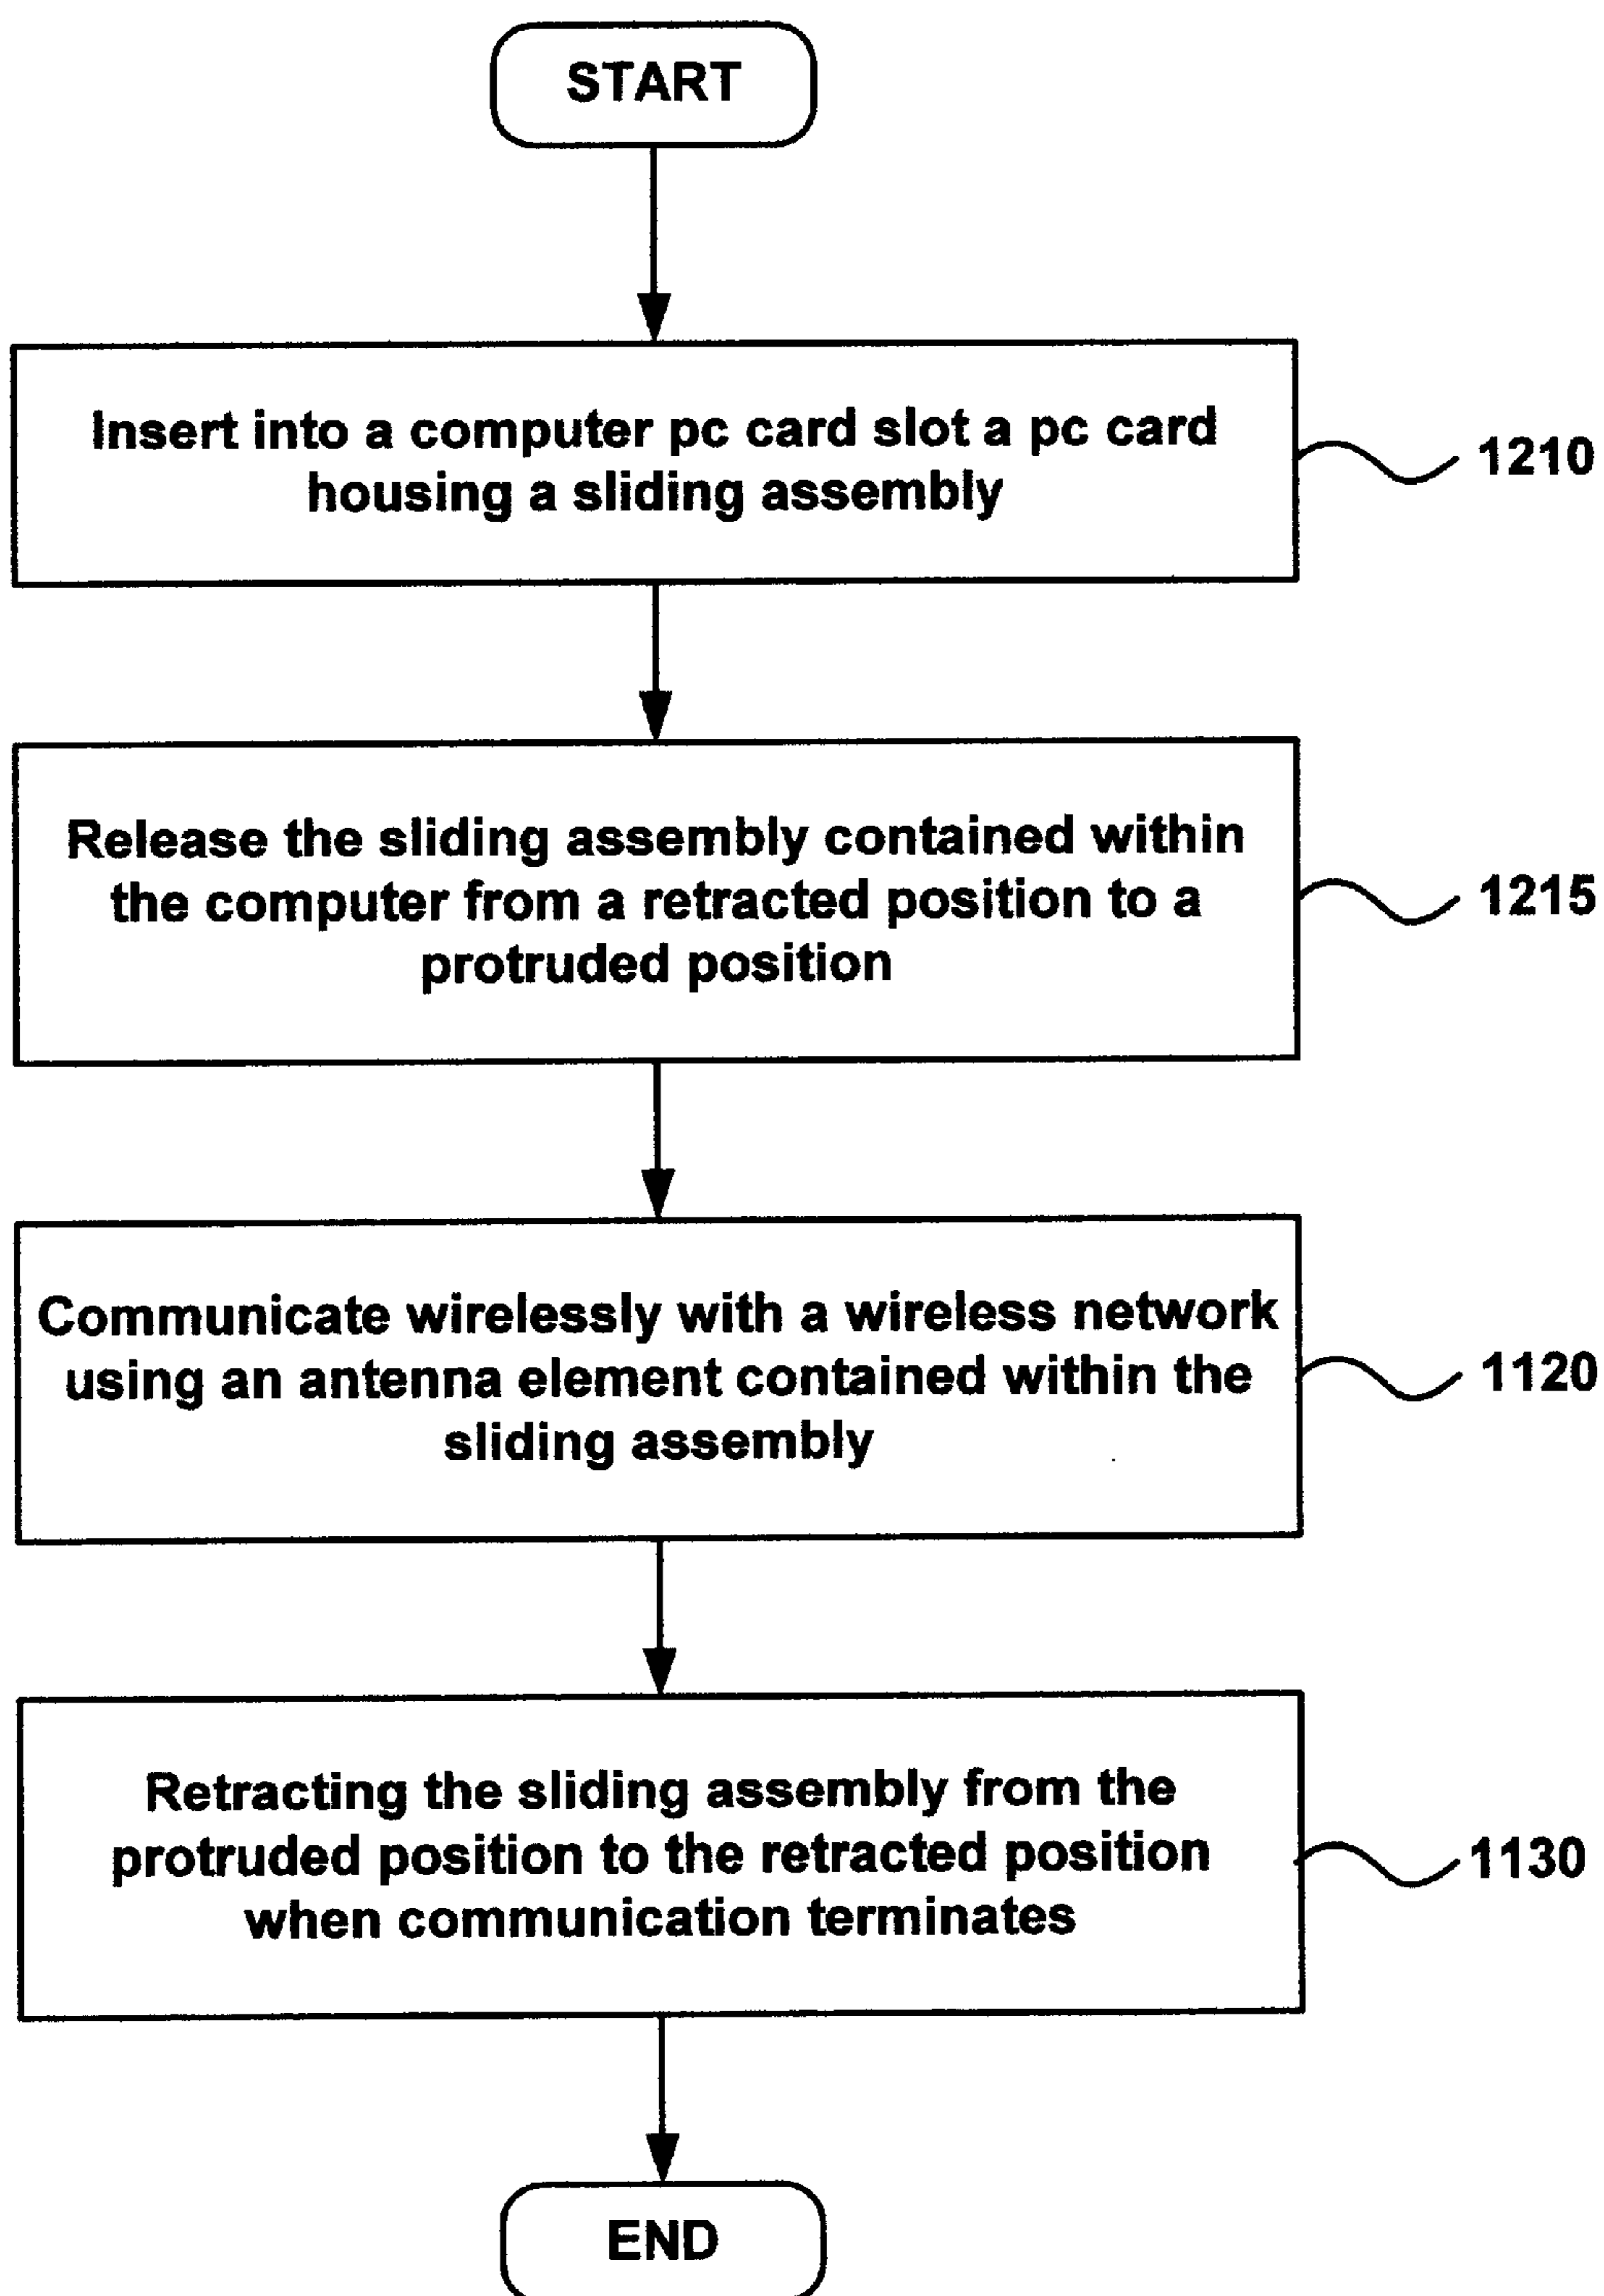 START
Insert into a computer pc card slot a pc card
housing a sliding assembly
1210
Release the sliding assembly contained within
the computer from a retracted position to a
protruded position
1215
Communicate wirelessly with a wireless network
using an antenna element contained within the
sliding assembly
1120
Retracting the sliding assembly from the
protruded position to the retracted position
when communication terminates
1130
END